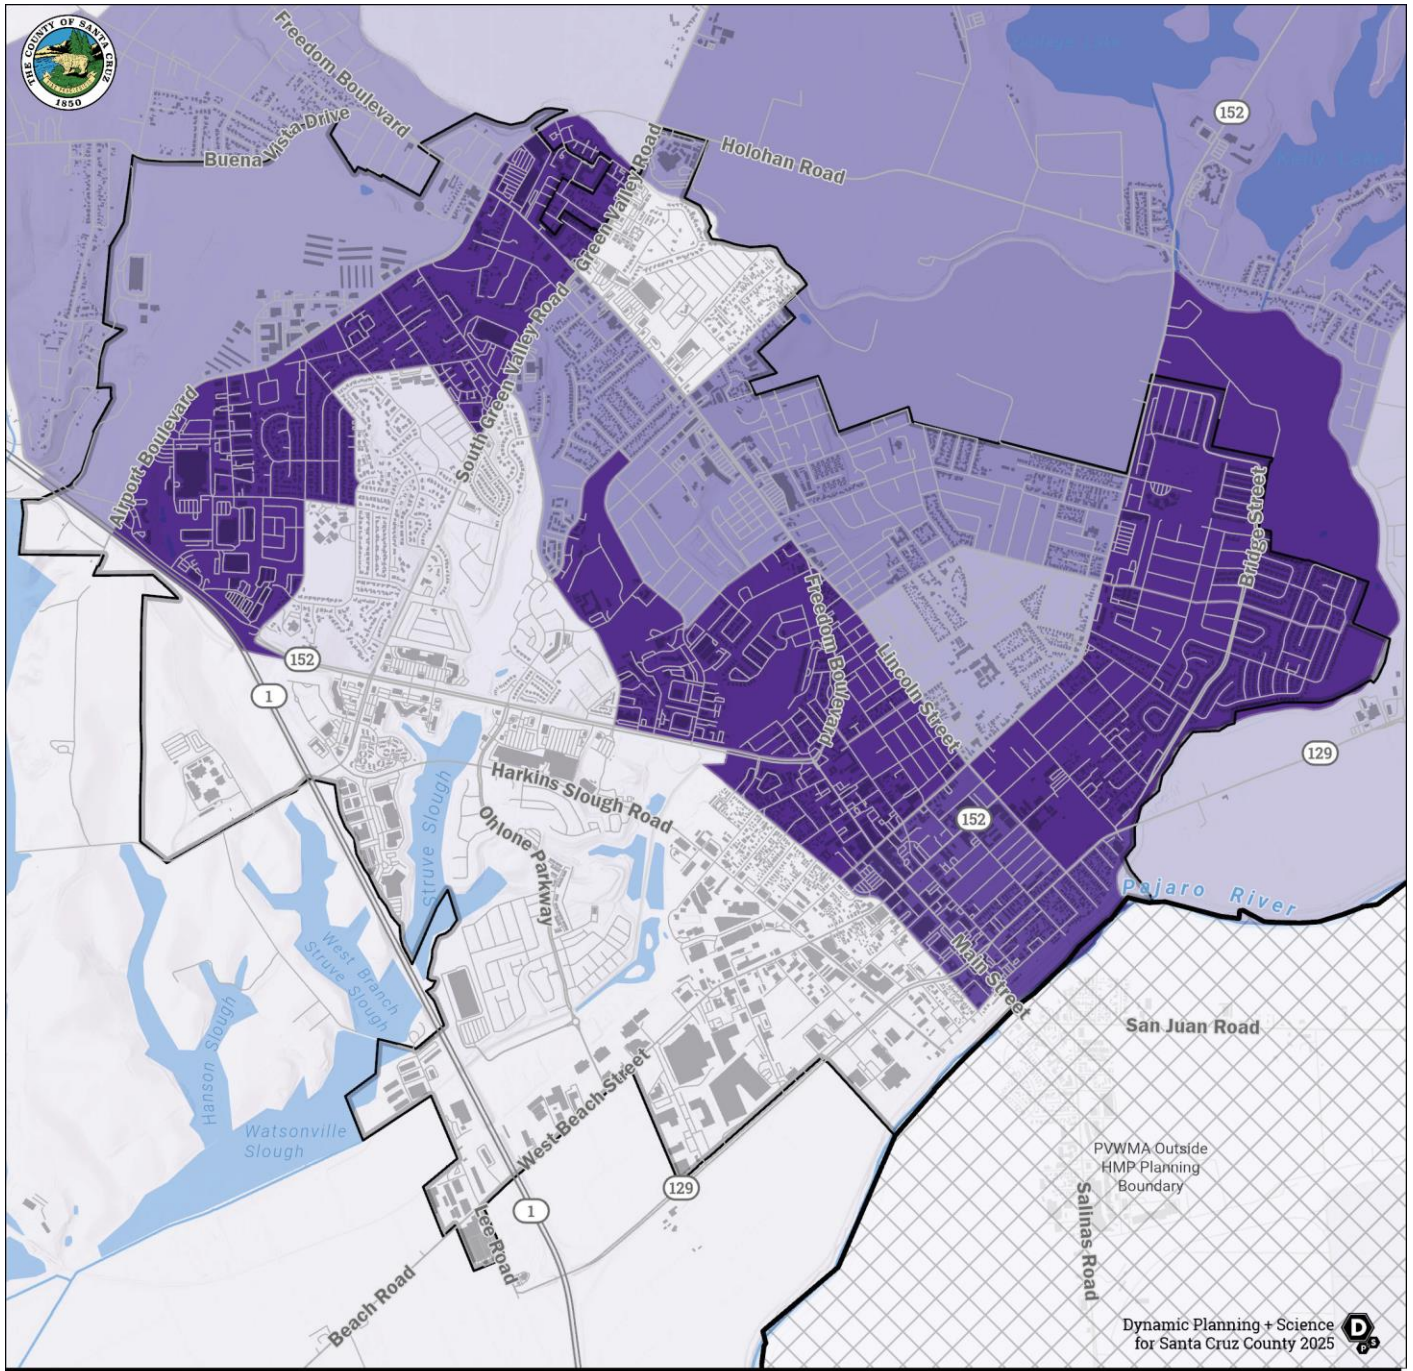 THE COUNTY OF SANTA CRUZ
1850
Freedom Boulevard
Buena Vista Drive
Green Valley Road
Holohan Road
152
South Green Valley Road
Airport Boulevard
Bridge Street
Freedom Boulevard
Lincoln Street
152
1
129
Harkins Slough Road
Struve Slough
Ohlone Parkway
152
Pajaro River
West Branch
Struve Slough
Main Street
Hanson Slough
San Juan Road
Watsonville
Slough
West Beach Street
PVWMA Outside
HMP Planning
Boundary
129
1
Lee Road
Salinas Road
Beach Road
Dynamic Planning + Science
for Santa Cruz County 2025
D
P
S